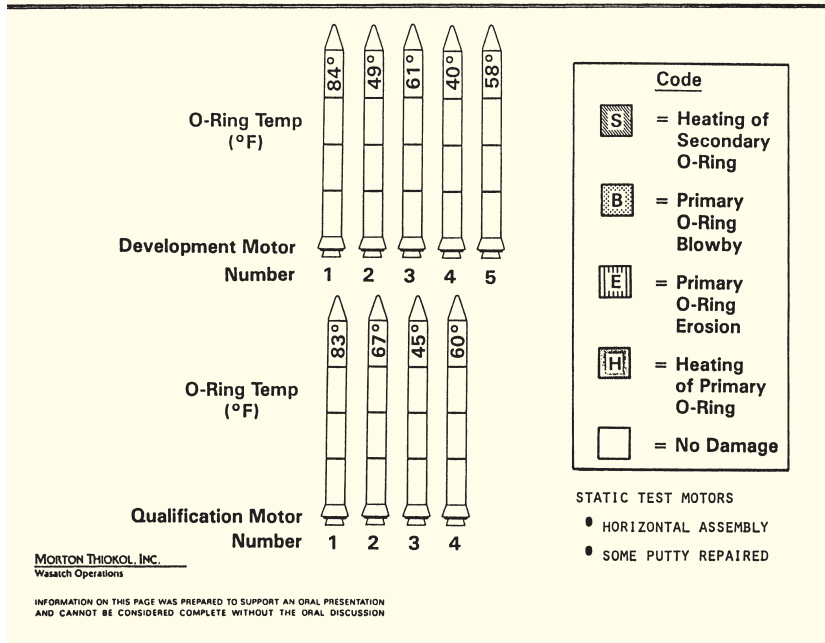 84° 49° 61° 40° 58°
O-Ring Temp
(°F)
Development Motor
Number 1 2 3 4 5
83° 67° 45° 60°
O-Ring Temp
(°F)
Qualification Motor
Number 1 2 3 4
Code
S = Heating of
Secondary
O-Ring
B = Primary
O-Ring
Blowby
E = Primary
O-Ring
Erosion
H = Heating
of Primary
O-Ring
= No Damage
STATIC TEST MOTORS
• HORIZONTAL ASSEMBLY
• SOME PUTTY REPAIRED
MORTON THIOKOL, INC.
Wasatch Operations
INFORMATION ON THIS PAGE WAS PREPARED TO SUPPORT AN ORAL PRESENTATION
AND CANNOT BE CONSIDERED COMPLETE WITHOUT THE ORAL DISCUSSION